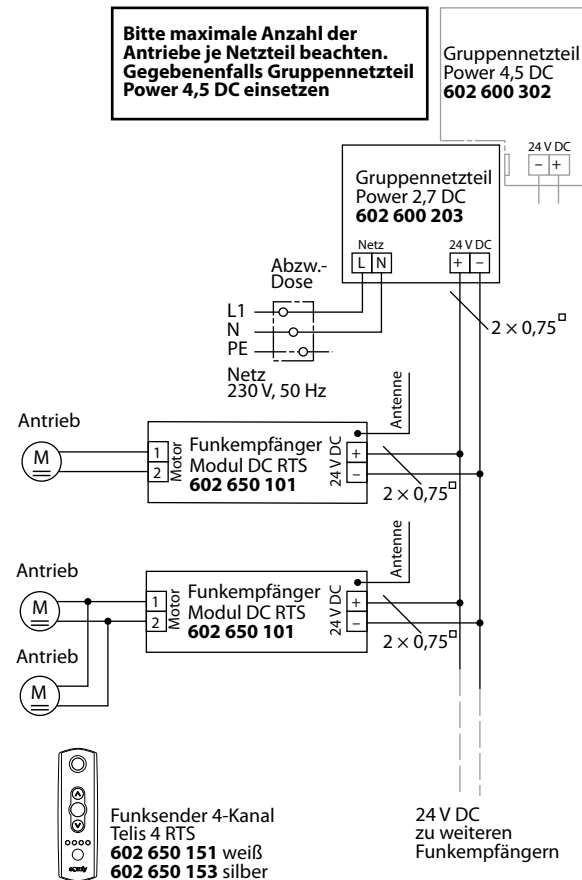 Bitte maximale Anzahl der
Antriebe je Netzteil beachten.
Gegebenenfalls Gruppennetzteil
Power 4,5 DC einsetzen
Gruppennetzteil
Power 4,5 DC
602 600 302
24 V DC
– +
Gruppennetzteil
Power 2,7 DC
602 600 203
Netz
L N
24 V DC
+ –
Abzw.-
Dose
L1
N
PE
Netz
230 V, 50 Hz
2 × 0,75□
Antrieb
M
1
2
Motor
Funkempfänger
Modul DC RTS
602 650 101
24 V DC
+
–
Antenne
2 × 0,75□
Antrieb
M
Antrieb
M
1
2
Motor
Funkempfänger
Modul DC RTS
602 650 101
24 V DC
+
–
Antenne
2 × 0,75□
somfy
Funksender 4-Kanal
Telis 4 RTS
602 650 151 weiß
602 650 153 silber
24 V DC
zu weiteren
Funkempfängern